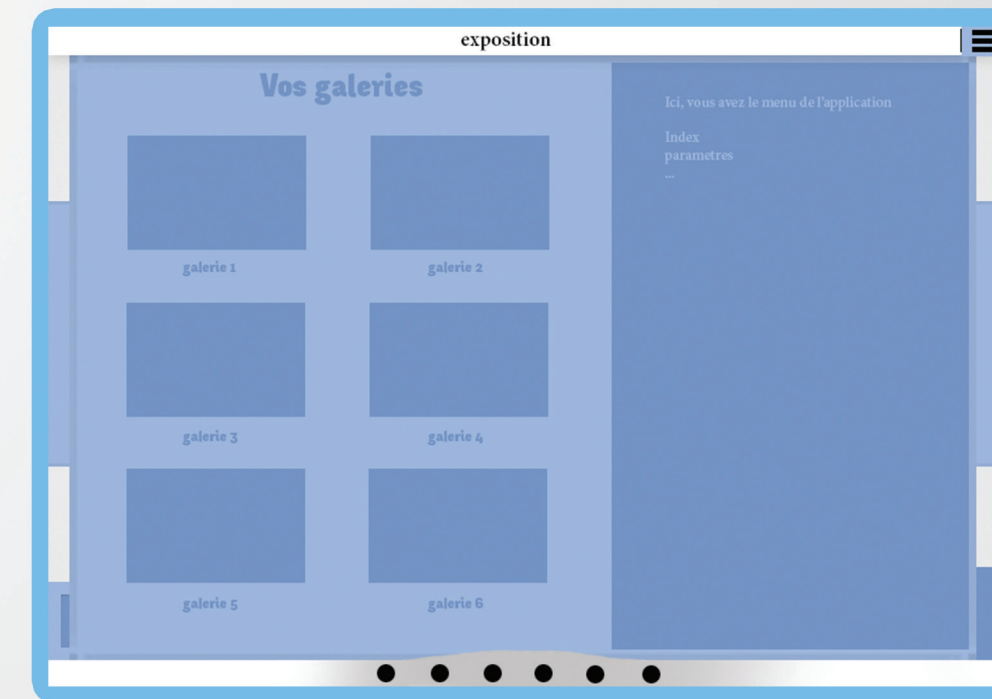 exposition
Vos galeries
galerie 1
galerie 2
galerie 3
galerie 4
galerie 5
galerie 6
Ici, vous avez le menu de l'application
Index
parametres
...